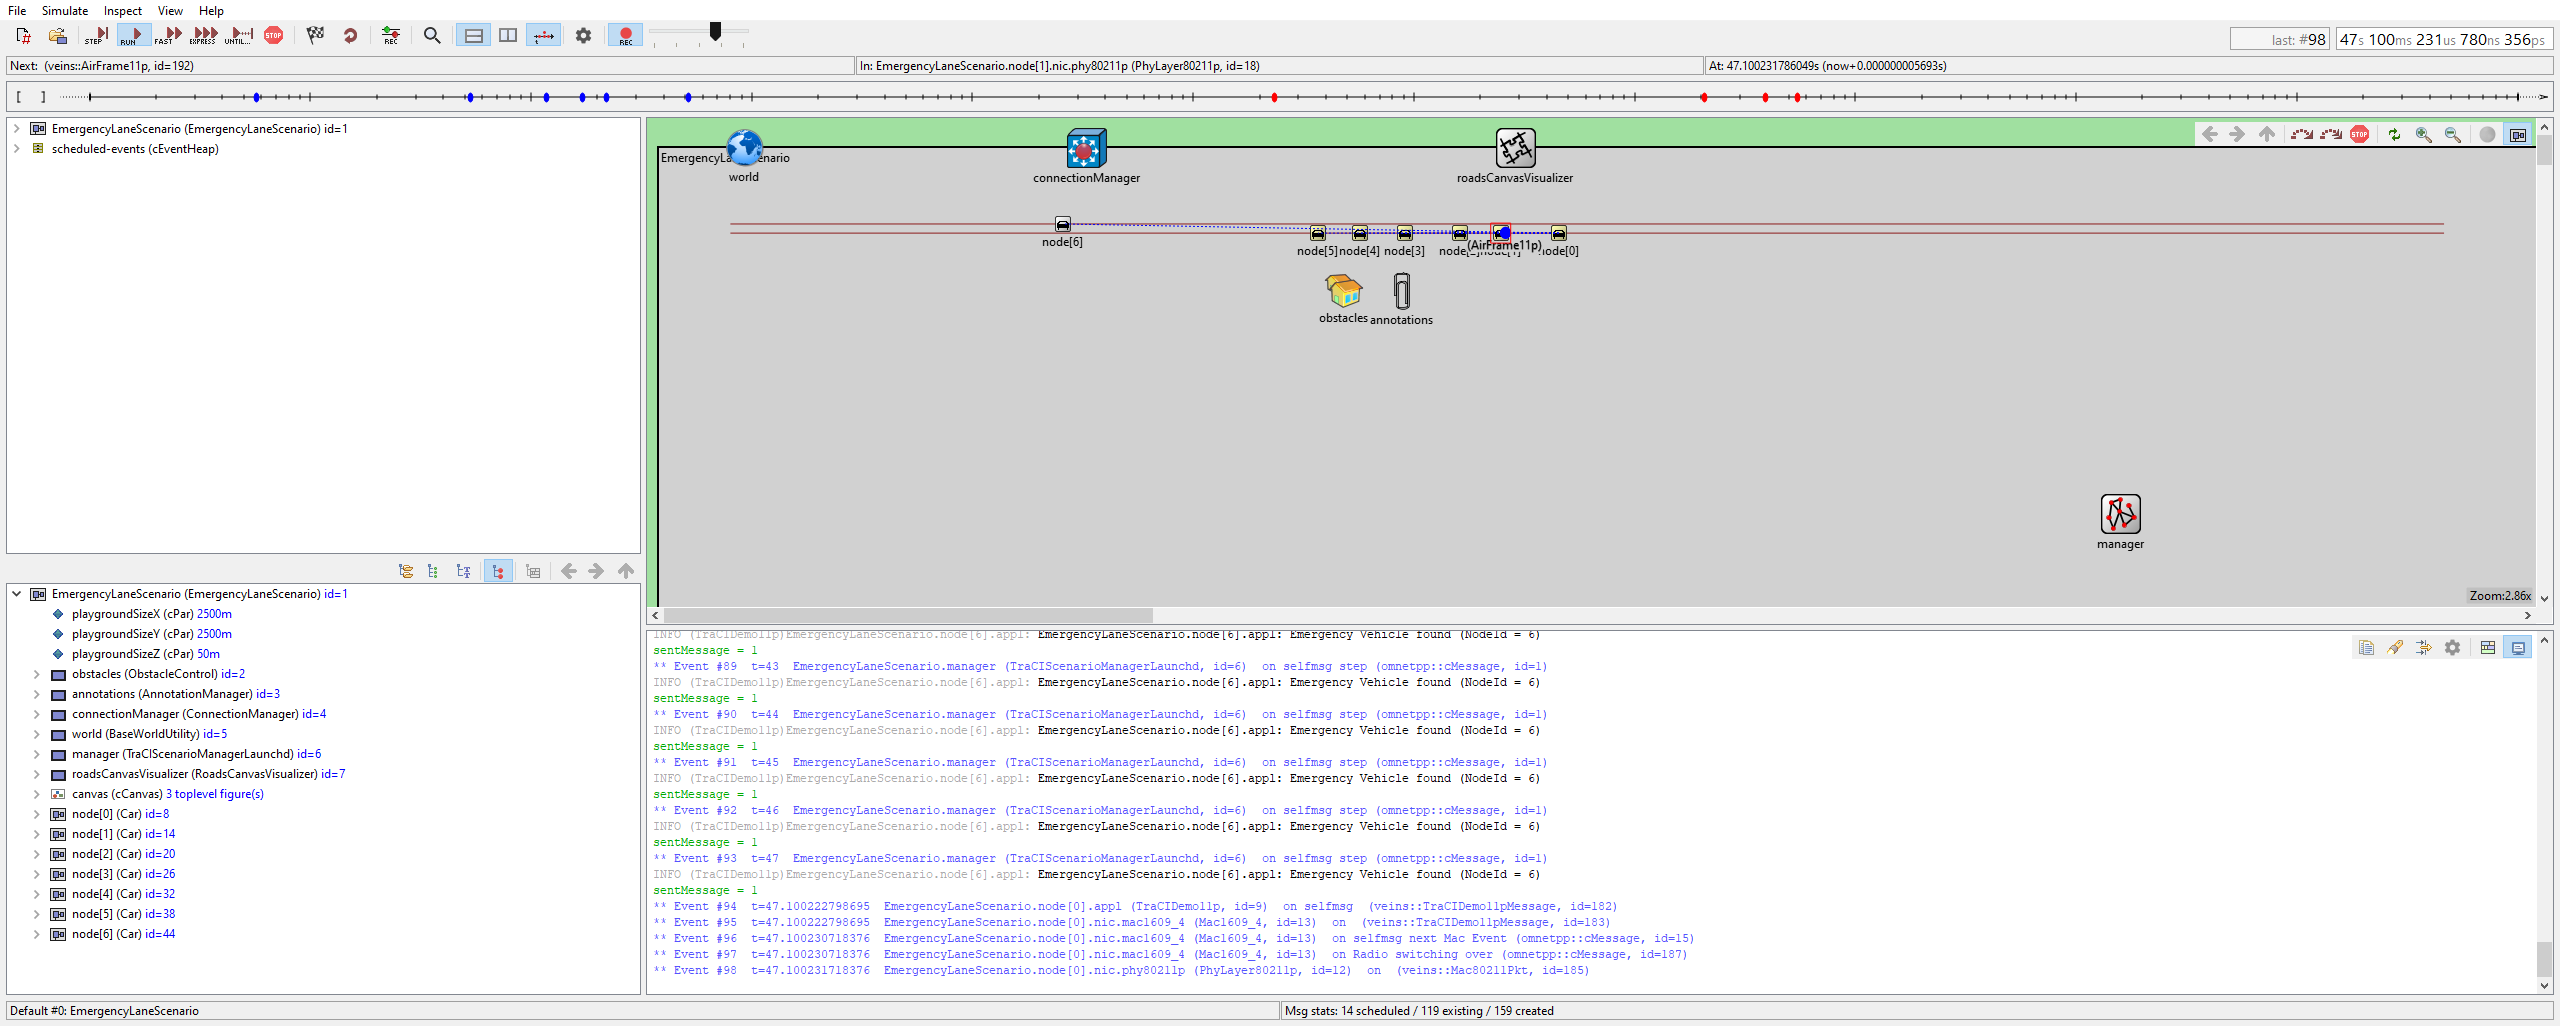 File Simulate Inspect View Help
STEP RUN FAST EXPRESS UNTIL... STOP REC REC
last: #98 47s 100ms 231us 780ns 356ps
Next: (veins::AirFrame11p, id=192) In: EmergencyLaneScenario.node[1].nic.phy80211p (PhyLayer80211p, id=18) At: 47.100231786049s (now+0.000000005693s)
EmergencyLaneScenario (EmergencyLaneScenario) id=1
scheduled-events (cEventHeap)
EmergencyLaneScenario (EmergencyLaneScenario) id=1
playgroundSizeX (cPar) 2500m
playgroundSizeY (cPar) 2500m
playgroundSizeZ (cPar) 50m
obstacles (ObstacleControl) id=2
annotations (AnnotationManager) id=3
connectionManager (ConnectionManager) id=4
world (BaseWorldUtility) id=5
manager (TraCIScenarioManagerLaunchd) id=6
roadsCanvasVisualizer (RoadsCanvasVisualizer) id=7
canvas (cCanvas) 3 toplevel figure(s)
node[0] (Car) id=8
node[1] (Car) id=14
node[2] (Car) id=20
node[3] (Car) id=26
node[4] (Car) id=32
node[5] (Car) id=38
node[6] (Car) id=44
STOP
world
connectionManager
roadsCanvasVisualizer
node[6]
node[5] node[4] node[3] (AirFrame11p) node[0]
obstacles annotations
manager
Zoom:2.86x
INFO (TraCIDemo11p)EmergencyLaneScenario.node[6].appl: EmergencyLaneScenario.node[6].appl: Emergency Vehicle found (NodeId = 6)
sentMessage = 1
** Event #89 t=43 EmergencyLaneScenario.manager (TraCIScenarioManagerLaunchd, id=6) on selfmsg step (omnetpp::cMessage, id=1)
INFO (TraCIDemo11p)EmergencyLaneScenario.node[6].appl: EmergencyLaneScenario.node[6].appl: Emergency Vehicle found (NodeId = 6)
sentMessage = 1
** Event #90 t=44 EmergencyLaneScenario.manager (TraCIScenarioManagerLaunchd, id=6) on selfmsg step (omnetpp::cMessage, id=1)
INFO (TraCIDemo11p)EmergencyLaneScenario.node[6].appl: EmergencyLaneScenario.node[6].appl: Emergency Vehicle found (NodeId = 6)
sentMessage = 1
** Event #91 t=45 EmergencyLaneScenario.manager (TraCIScenarioManagerLaunchd, id=6) on selfmsg step (omnetpp::cMessage, id=1)
INFO (TraCIDemo11p)EmergencyLaneScenario.node[6].appl: EmergencyLaneScenario.node[6].appl: Emergency Vehicle found (NodeId = 6)
sentMessage = 1
** Event #92 t=46 EmergencyLaneScenario.manager (TraCIScenarioManagerLaunchd, id=6) on selfmsg step (omnetpp::cMessage, id=1)
INFO (TraCIDemo11p)EmergencyLaneScenario.node[6].appl: EmergencyLaneScenario.node[6].appl: Emergency Vehicle found (NodeId = 6)
sentMessage = 1
** Event #93 t=47 EmergencyLaneScenario.manager (TraCIScenarioManagerLaunchd, id=6) on selfmsg step (omnetpp::cMessage, id=1)
INFO (TraCIDemo11p)EmergencyLaneScenario.node[6].appl: EmergencyLaneScenario.node[6].appl: Emergency Vehicle found (NodeId = 6)
sentMessage = 1
** Event #94 t=47.100222798695 EmergencyLaneScenario.node[0].appl (TraCIDemo11p, id=9) on selfmsg (veins::TraCIDemo11pMessage, id=182)
** Event #95 t=47.100222798695 EmergencyLaneScenario.node[0].nic.mac1609_4 (Mac1609_4, id=13) on (veins::TraCIDemo11pMessage, id=183)
** Event #96 t=47.100230718376 EmergencyLaneScenario.node[0].nic.mac1609_4 (Mac1609_4, id=13) on selfmsg next Mac Event (omnetpp::cMessage, id=15)
** Event #97 t=47.100230718376 EmergencyLaneScenario.node[0].nic.mac1609_4 (Mac1609_4, id=13) on Radio switching over (omnetpp::cMessage, id=187)
** Event #98 t=47.100231718376 EmergencyLaneScenario.node[0].nic.phy80211p (PhyLayer80211p, id=12) on (veins::Mac80211Pkt, id=185)
Default #0: EmergencyLaneScenario Msg stats: 14 scheduled / 119 existing / 159 created